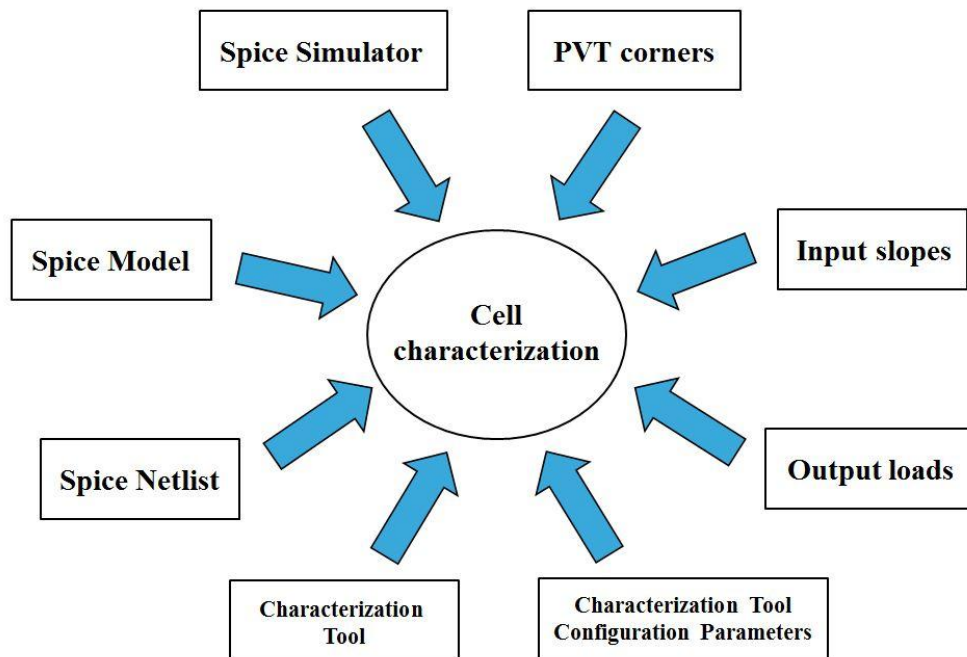 Spice Simulator
PVT corners
Spice Model
Input slopes
Cell
characterization
Spice Netlist
Output loads
Characterization
Tool
Characterization Tool
Configuration Parameters